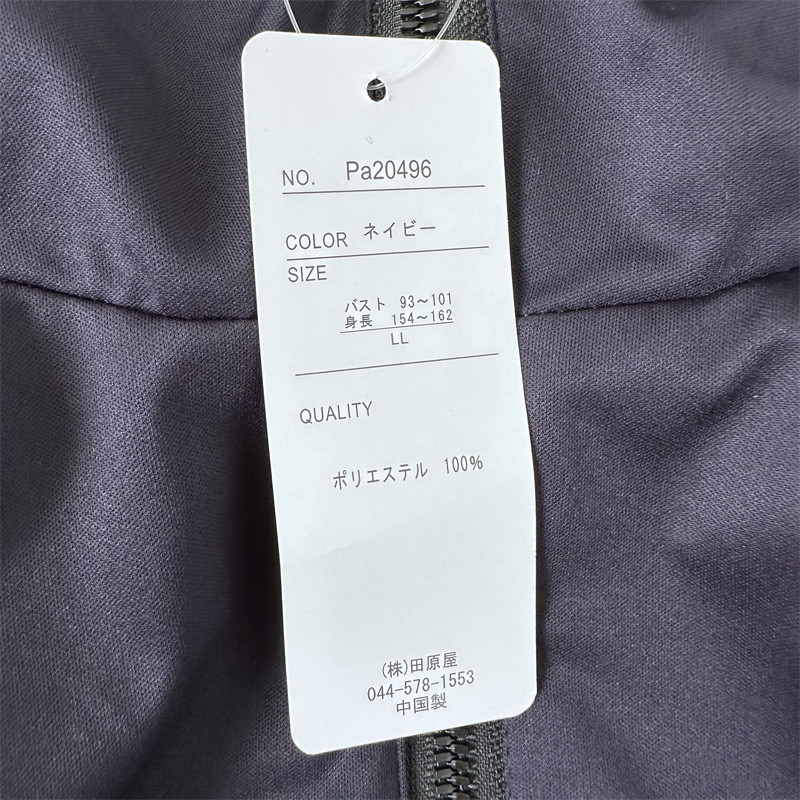 NO. Pa20496
COLOR ネイビー
SIZE
バスト 93～101
身長 154～162
LL
QUALITY
ポリエステル 100%
(株)田原屋
044-578-1553
中国製